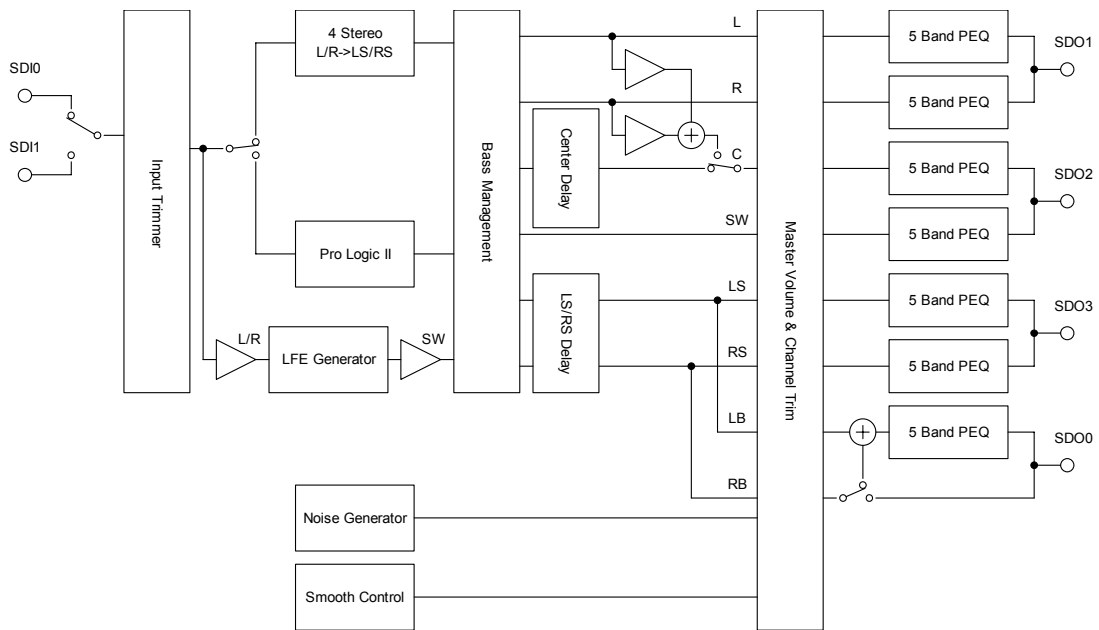 SDI0
SDI1
Input Trimmer
4 Stereo
L/R->LS/RS
Pro Logic II
L/R
LFE Generator
SW
Bass Management
Center Delay
LS/RS Delay
L
R
C
SW
LS
RS
LB
RB
Noise Generator
Smooth Control
Master Volume & Channel Trim
5 Band PEQ
5 Band PEQ
SDO1
5 Band PEQ
5 Band PEQ
SDO2
5 Band PEQ
5 Band PEQ
SDO3
5 Band PEQ
SDO0